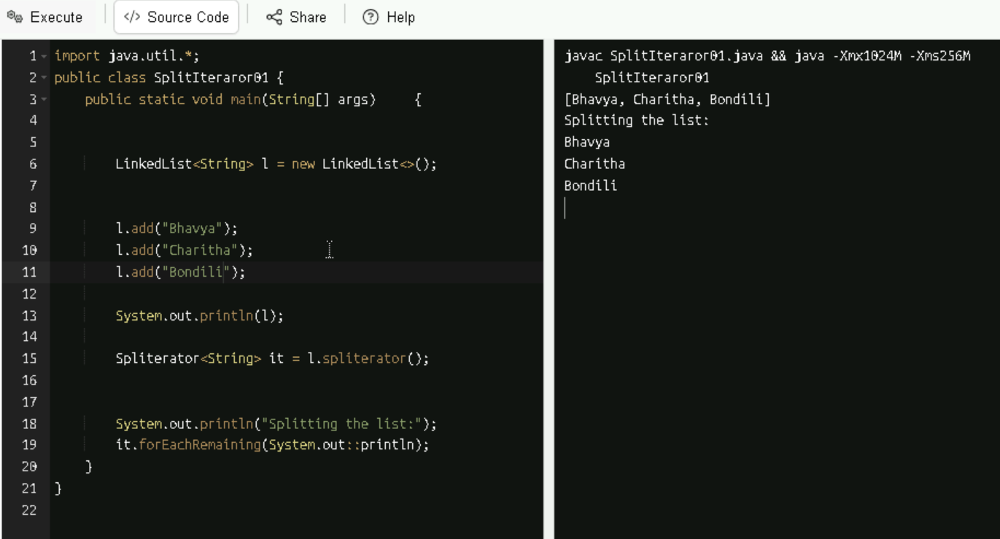 Execute </> Source Code Share Help
1 import java.util.*;
2 public class SplitIteraror01 {
3     public static void main(String[] args)     {
4
5
6         LinkedList<String> l = new LinkedList<>();
7
8
9         l.add("Bhavya");
10         l.add("Charitha");
11         l.add("Bondili");
12
13         System.out.println(l);
14
15         Spliterator<String> it = l.spliterator();
16
17
18         System.out.println("Splitting the list:");
19         it.forEachRemaining(System.out::println);
20     }
21 }
22
javac SplitIteraror01.java && java -Xmx1024M -Xms256M
    SplitIteraror01
[Bhavya, Charitha, Bondili]
Splitting the list:
Bhavya
Charitha
Bondili